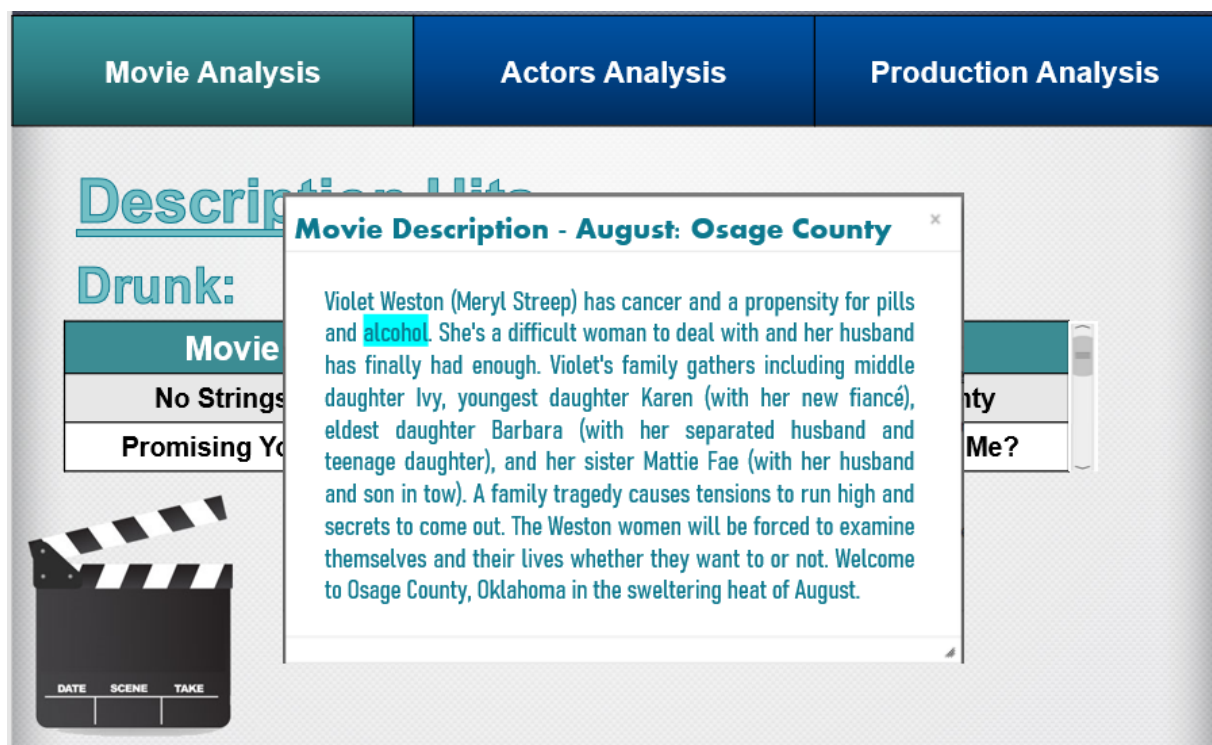 Movie Analysis
Actors Analysis
Production Analysis
Drunk:
Movie Description - August: Osage County
×
Violet Weston (Meryl Streep) has cancer and a propensity for pills
and alcohol. She's a difficult woman to deal with and her husband
has finally had enough. Violet's family gathers including middle
daughter Ivy, youngest daughter Karen (with her new fiancé),
eldest daughter Barbara (with her separated husband and
teenage daughter), and her sister Mattie Fae (with her husband
and son in tow). A family tragedy causes tensions to run high and
secrets to come out. The Weston women will be forced to examine
themselves and their lives whether they want to or not. Welcome
to Osage County, Oklahoma in the sweltering heat of August.
Movie
No Strings
Promising
Me?
DATE SCENE TAKE